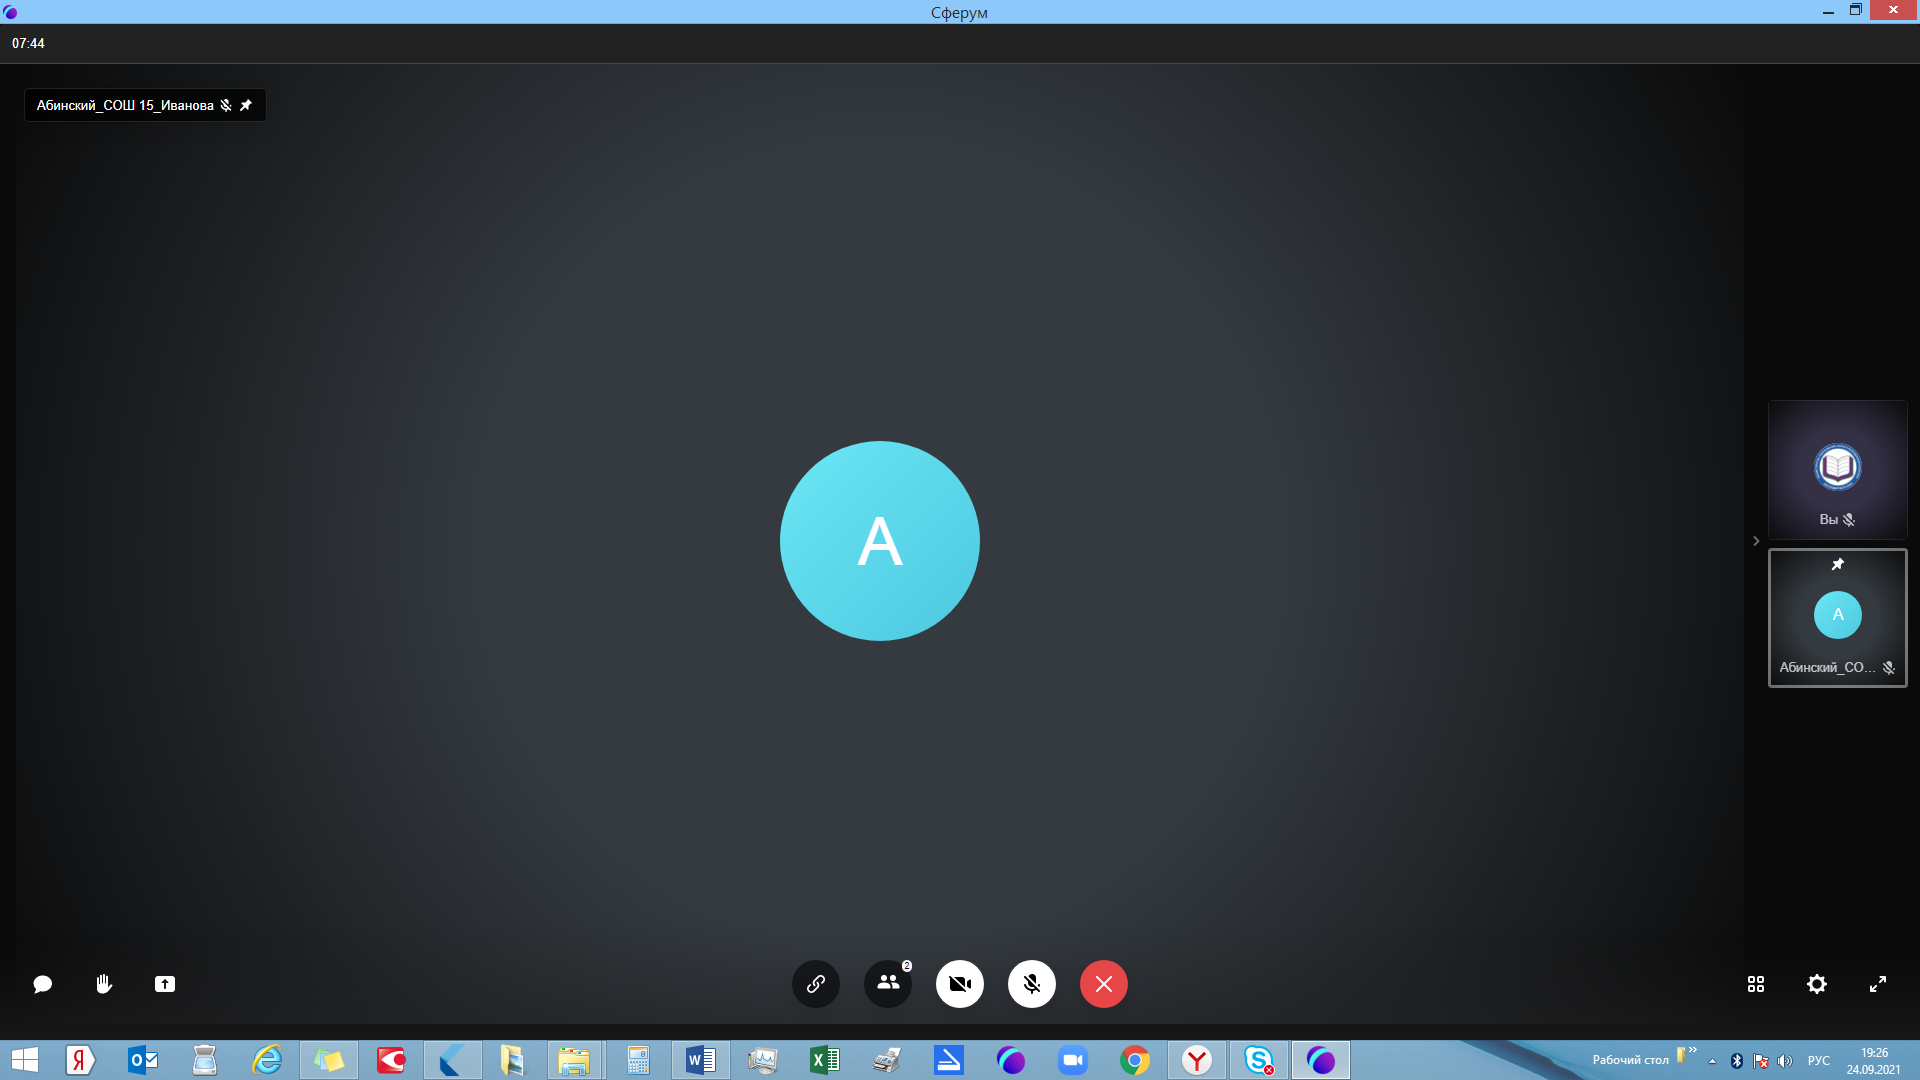 Сферум
07:44
Абинский_СОШ 15_Иванова
А
Вы
А
Абинский_СО...
2
Рабочий стол
РУС
19:26
24.09.2021